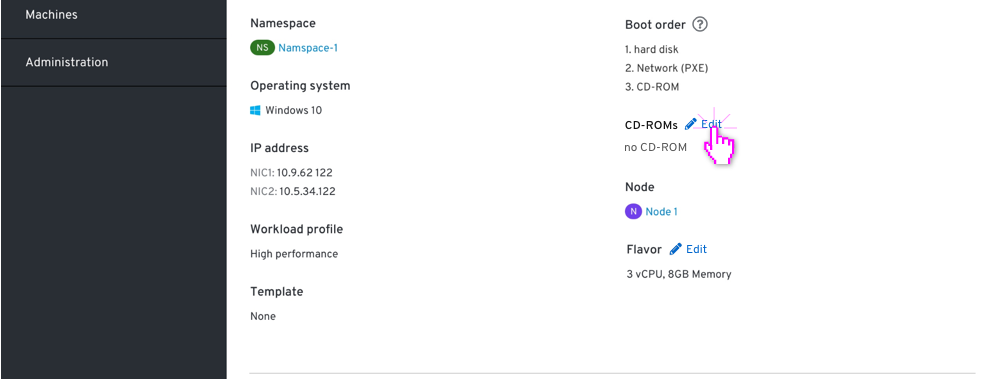 Machines
Administration
Namespace
NS Namspace-1
Operating system
Windows 10
IP address
NIC1: 10.9.62 122
NIC2: 10.5.34.122
Workload profile
High performance
Template
None
Boot order ?
1. hard disk
2. Network (PXE)
3. CD-ROM
CD-ROMs Edit
no CD-ROM
Node
N Node 1
Flavor Edit
3 vCPU, 8GB Memory